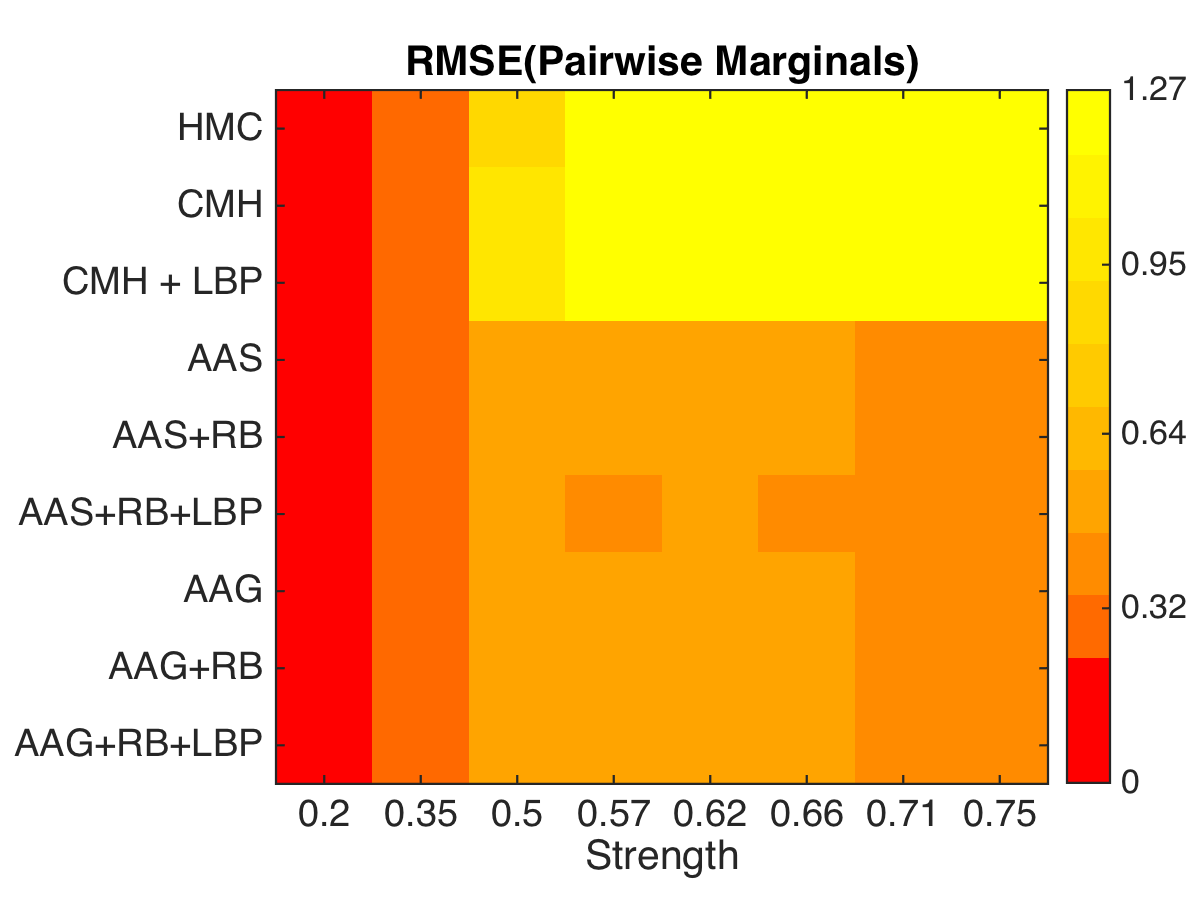 RMSE(Pairwise Marginals)
HMC
CMH
CMH + LBP
AAS
AAS+RB
AAS+RB+LBP
AAG
AAG+RB
AAG+RB+LBP
0.2 0.35 0.5 0.57 0.62 0.66 0.71 0.75
Strength
1.27
0.95
0.64
0.32
0